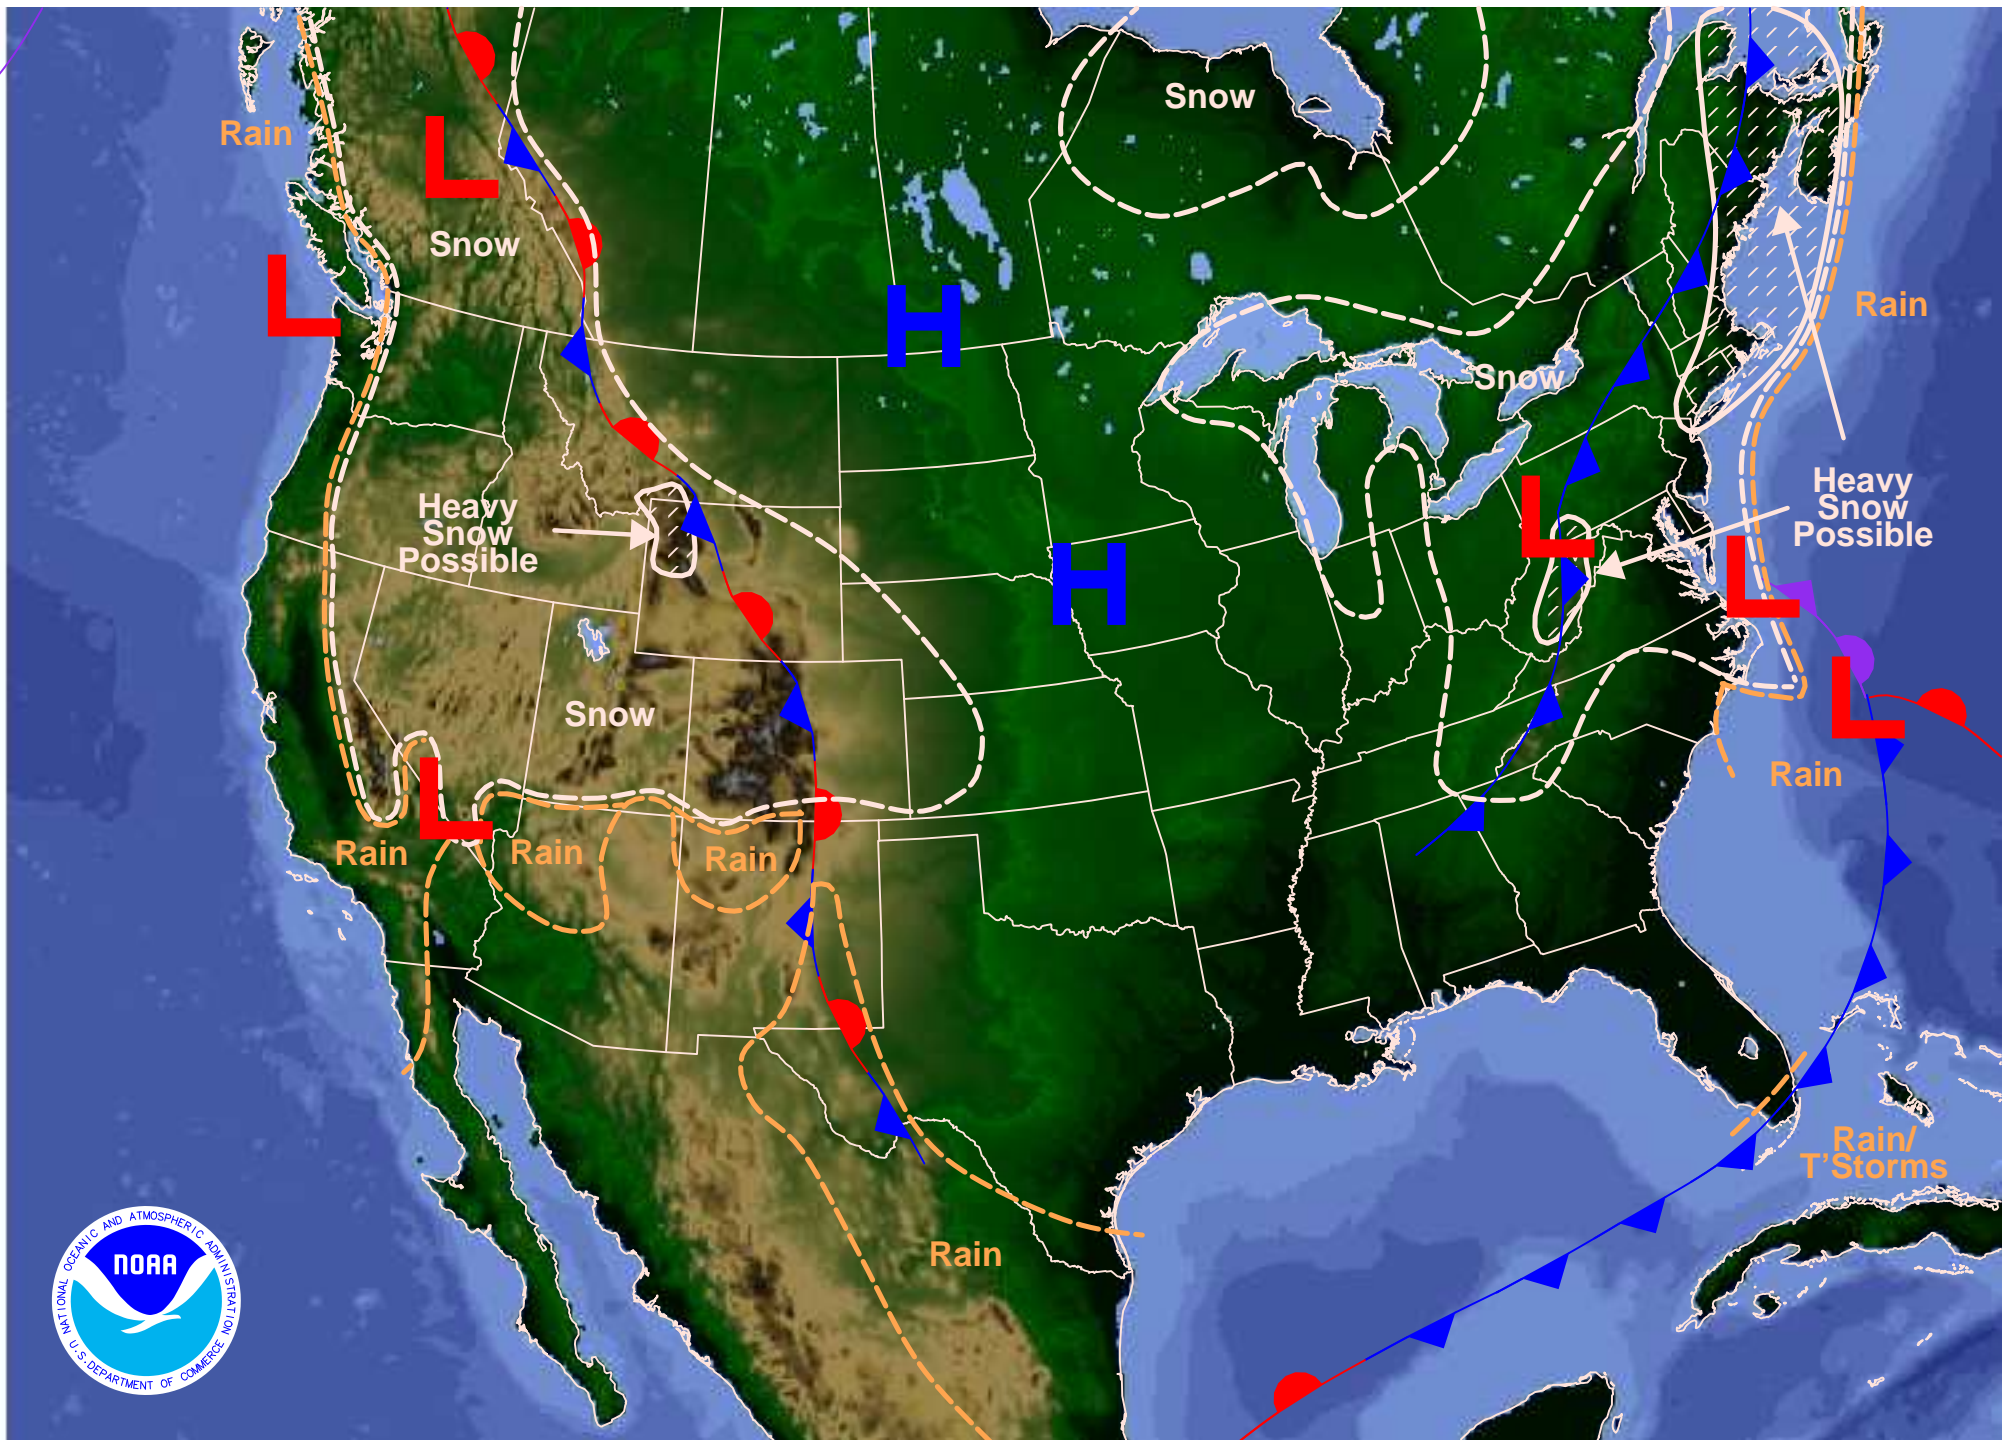 Snow
Rain
L
Snow
L
H
Rain
Snow
Heavy
Snow
Possible
Heavy
Snow
Possible
L
H
L
L
Snow
L
Rain
Rain
Rain
Rain
Rain/
T'Storms
Rain
NOAA
NATIONAL OCEANIC AND ATMOSPHERIC ADMINISTRATION
U.S. DEPARTMENT OF COMMERCE